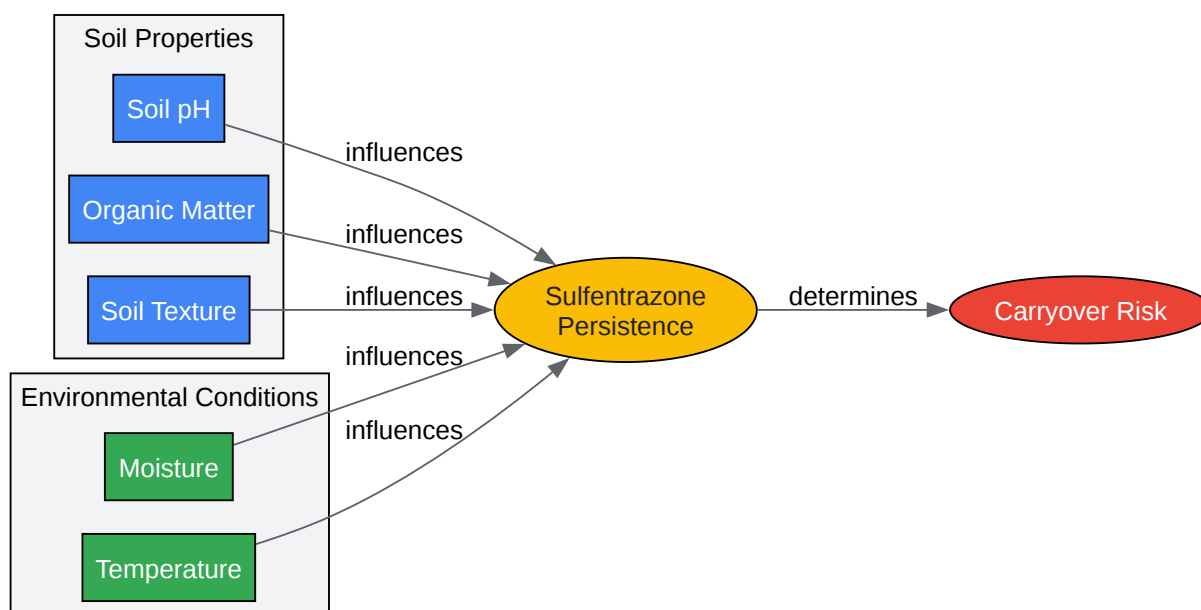 Soil Properties
Soil pH
influences
Organic Matter
influences
Soil Texture
influences
Sulfentrazone
Persistence
determines
Carryover Risk
influences
Environmental Conditions
influences
Moisture
Temperature